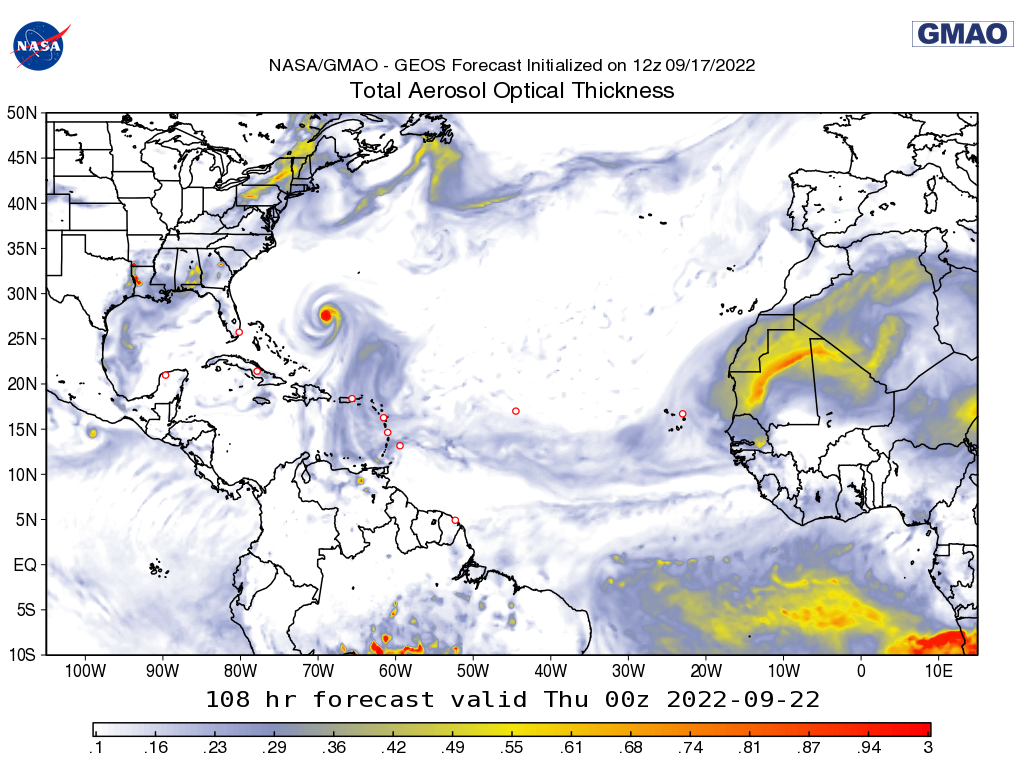 NASA
GMAO
NASA/GMAO - GEOS Forecast Initialized on 12z 09/17/2022
Total Aerosol Optical Thickness
50N
45N
40N
35N
30N
25N
20N
15N
10N
5N
EQ
5S
10S
100W 90W 80W 70W 60W 50W 40W 30W 20W 10W 0 10E
108 hr forecast valid Thu 00z 2022-09-22
.1 .16 .23 .29 .36 .42 .49 .55 .61 .68 .74 .81 .87 .94 3